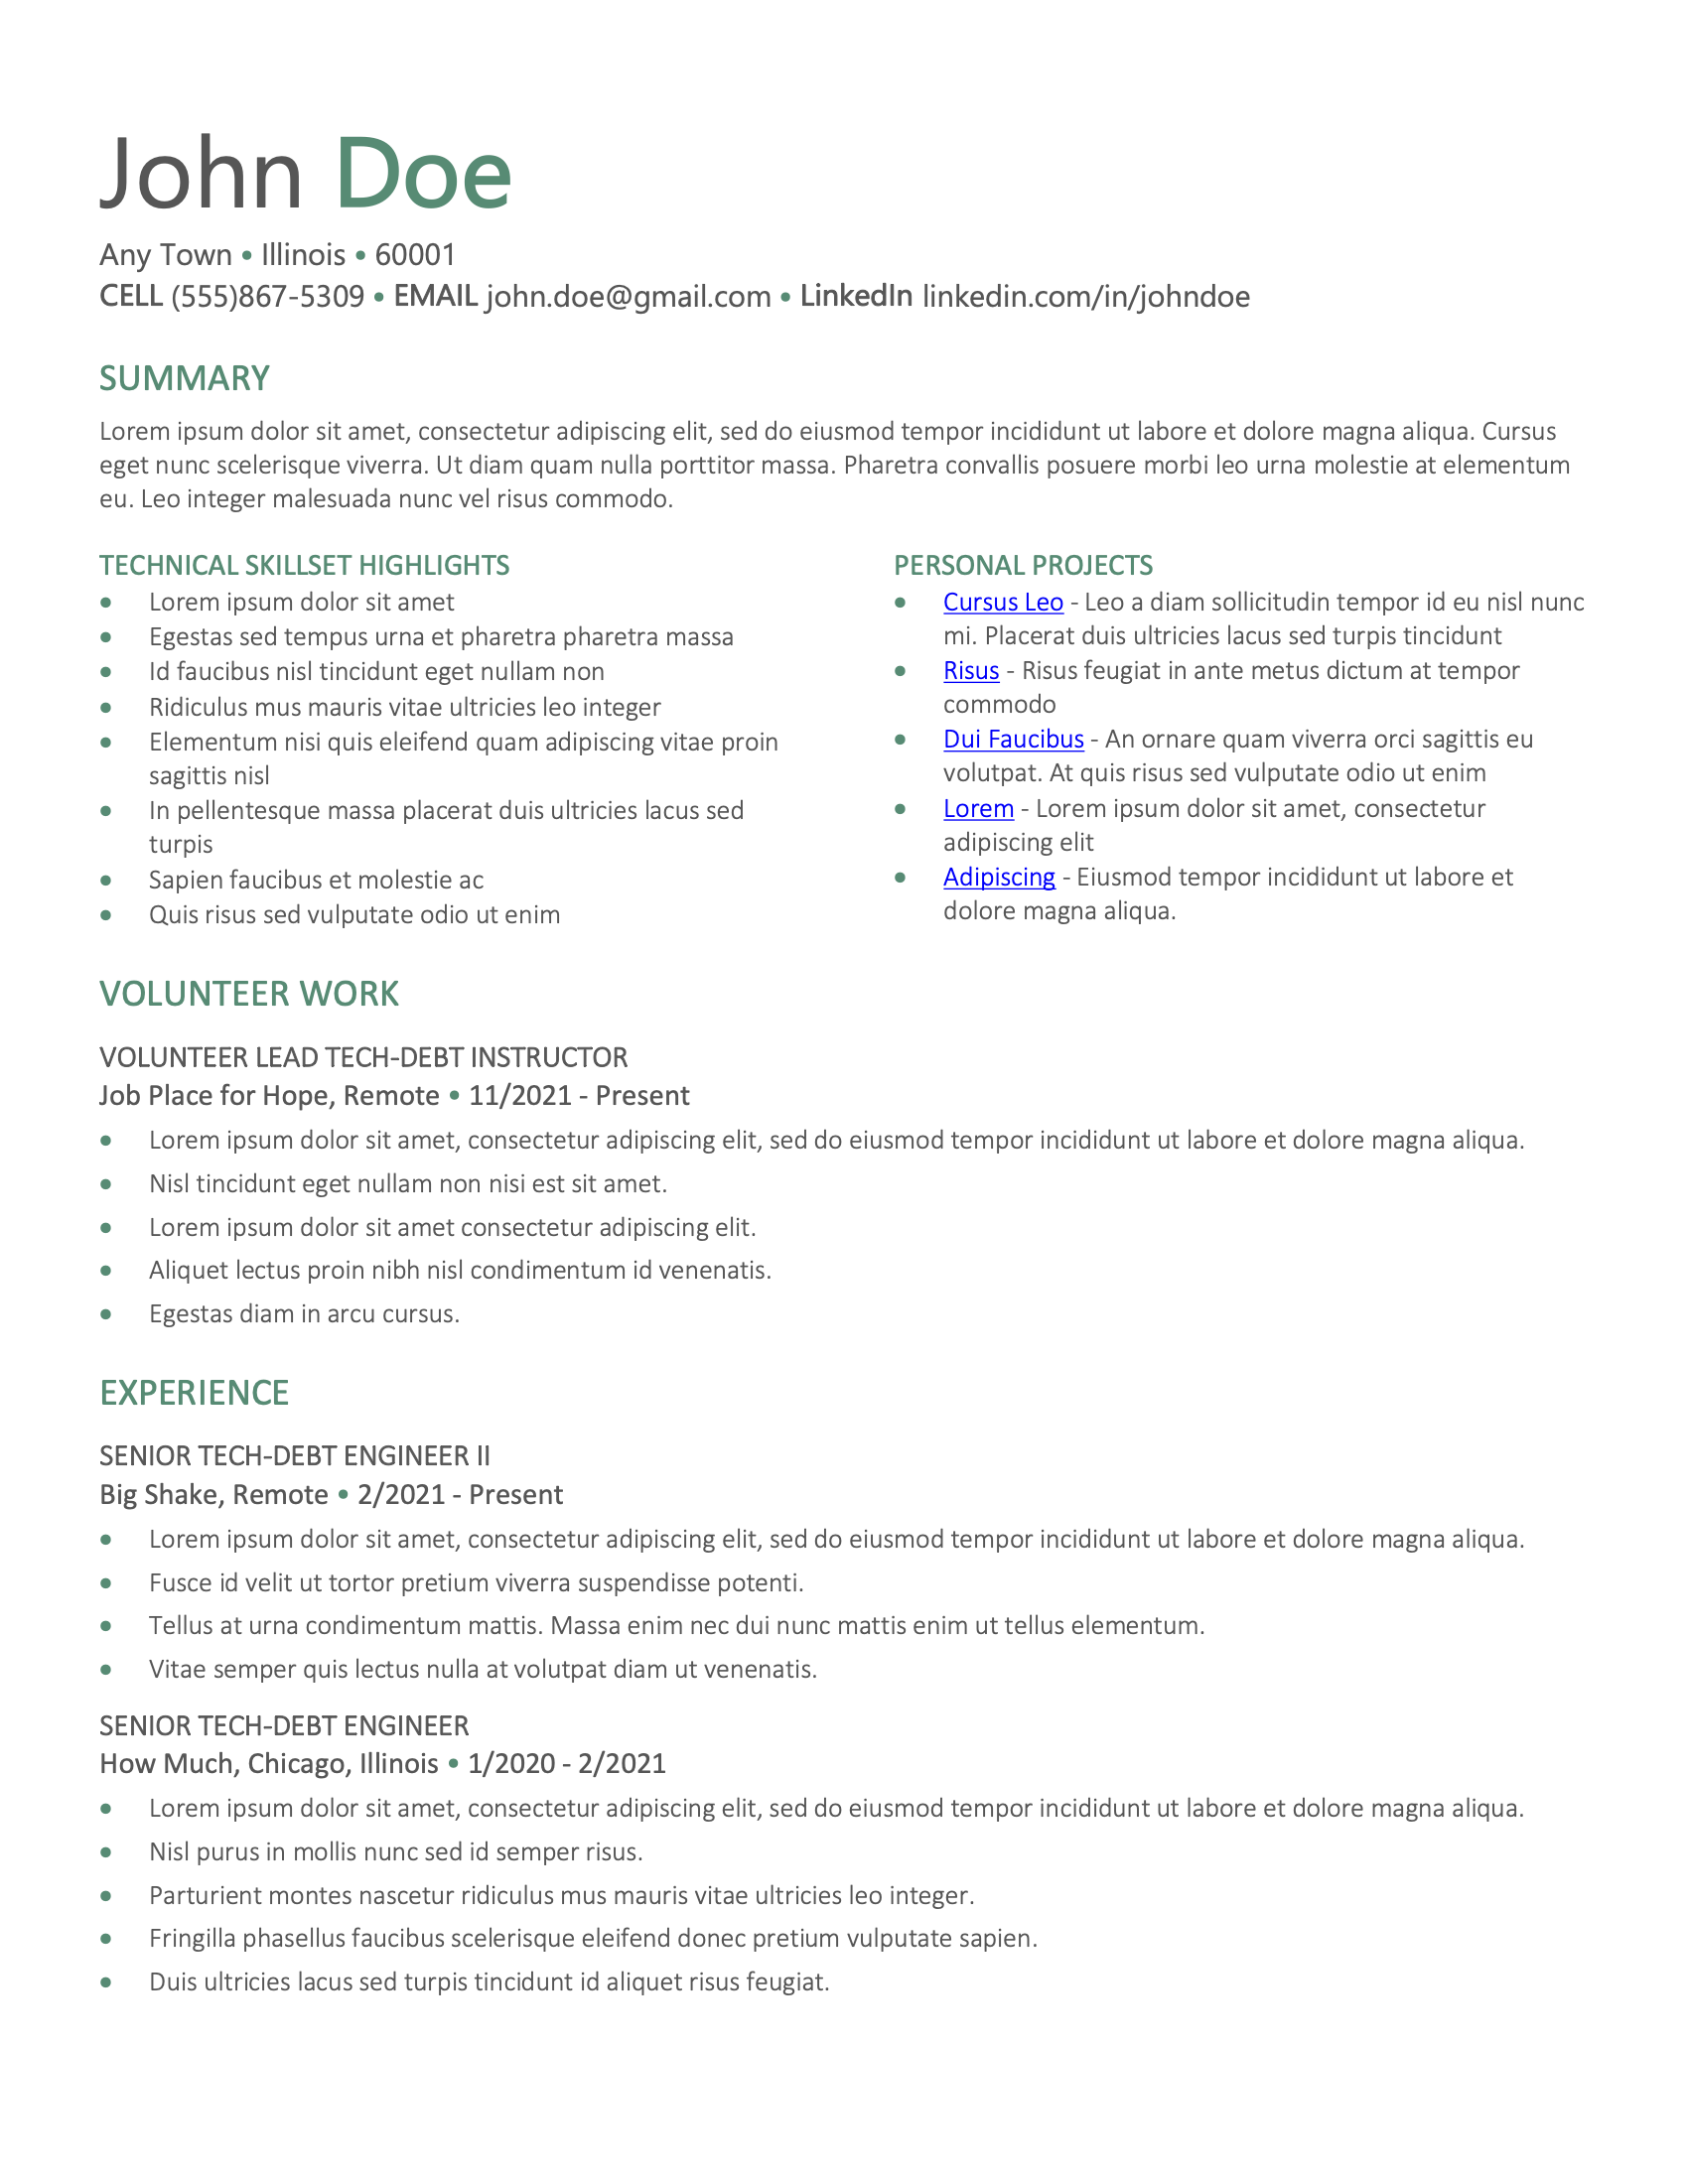 John Doe
Any Town • Illinois • 60001
CELL (555)867-5309 • EMAIL john.doe@gmail.com • LinkedIn linkedin.com/in/johndoe
SUMMARY
Lorem ipsum dolor sit amet, consectetur adipiscing elit, sed do eiusmod tempor incididunt ut labore et dolore magna aliqua. Cursus
eget nunc scelerisque viverra. Ut diam quam nulla porttitor massa. Pharetra convallis posuere morbi leo urna molestie at elementum
eu. Leo integer malesuada nunc vel risus commodo.
TECHNICAL SKILLSET HIGHLIGHTS
• Lorem ipsum dolor sit amet
• Egestas sed tempus urna et pharetra pharetra massa
• Id faucibus nisl tincidunt eget nullam non
• Ridiculus mus mauris vitae ultricies leo integer
• Elementum nisi quis eleifend quam adipiscing vitae proin
sagittis nisl
• In pellentesque massa placerat duis ultricies lacus sed
turpis
• Sapien faucibus et molestie ac
• Quis risus sed vulputate odio ut enim
PERSONAL PROJECTS
• Cursus Leo - Leo a diam sollicitudin tempor id eu nisl nunc
mi. Placerat duis ultricies lacus sed turpis tincidunt
• Risus - Risus feugiat in ante metus dictum at tempor
commodo
• Dui Faucibus - An ornare quam viverra orci sagittis eu
volutpat. At quis risus sed vulputate odio ut enim
• Lorem - Lorem ipsum dolor sit amet, consectetur
adipiscing elit
• Adipiscing - Eiusmod tempor incididunt ut labore et
dolore magna aliqua.
VOLUNTEER WORK
VOLUNTEER LEAD TECH-DEBT INSTRUCTOR
Job Place for Hope, Remote • 11/2021 - Present
• Lorem ipsum dolor sit amet, consectetur adipiscing elit, sed do eiusmod tempor incididunt ut labore et dolore magna aliqua.
• Nisl tincidunt eget nullam non nisi est sit amet.
• Lorem ipsum dolor sit amet consectetur adipiscing elit.
• Aliquet lectus proin nibh nisl condimentum id venenatis.
• Egestas diam in arcu cursus.
EXPERIENCE
SENIOR TECH-DEBT ENGINEER II
Big Shake, Remote • 2/2021 - Present
• Lorem ipsum dolor sit amet, consectetur adipiscing elit, sed do eiusmod tempor incididunt ut labore et dolore magna aliqua.
• Fusce id velit ut tortor pretium viverra suspendisse potenti.
• Tellus at urna condimentum mattis. Massa enim nec dui nunc mattis enim ut tellus elementum.
• Vitae semper quis lectus nulla at volutpat diam ut venenatis.
SENIOR TECH-DEBT ENGINEER
How Much, Chicago, Illinois • 1/2020 - 2/2021
• Lorem ipsum dolor sit amet, consectetur adipiscing elit, sed do eiusmod tempor incididunt ut labore et dolore magna aliqua.
• Nisl purus in mollis nunc sed id semper risus.
• Parturient montes nascetur ridiculus mus mauris vitae ultricies leo integer.
• Fringilla phasellus faucibus scelerisque eleifend donec pretium vulputate sapien.
• Duis ultricies lacus sed turpis tincidunt id aliquet risus feugiat.